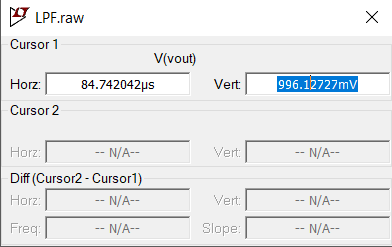 LPF.raw
Cursor 1
V(vout)
Horz: 84.742042µs Vert: 996.12727mV
Cursor 2
Horz: -- N/A-- Vert: -- N/A--
Diff (Cursor2 - Cursor1)
Horz: -- N/A-- Vert: -- N/A--
Freq: -- N/A-- Slope: -- N/A--